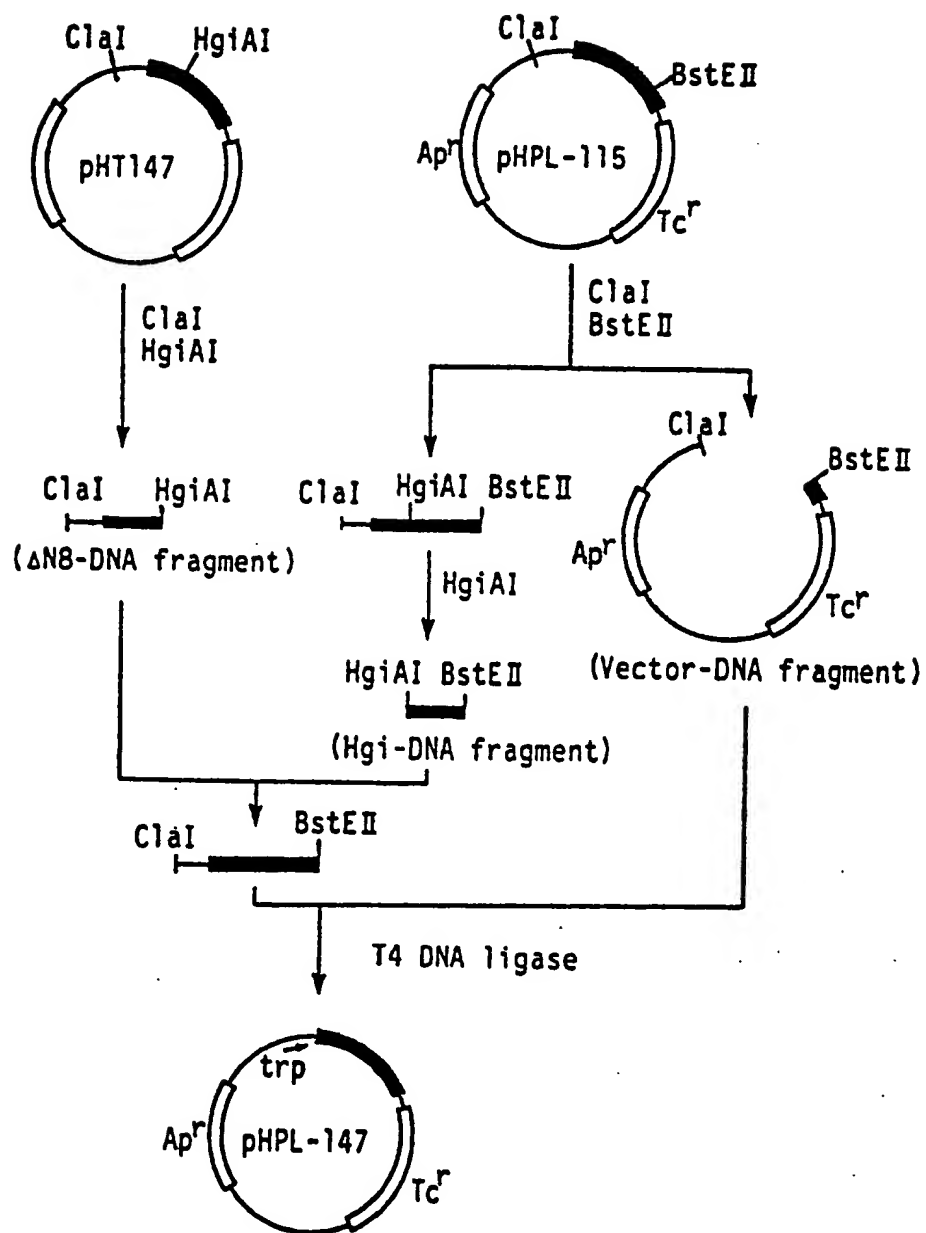 ClaI HgiAI
pHT147
ClaI
BstEⅡ
Apr
pHPL-115
Tcr
ClaI
HgiAI
ClaI
BstEⅡ
ClaI HgiAI
(ΔN8-DNA fragment)
ClaI HgiAI BstEⅡ
HgiAI
HgiAI BstEⅡ
(Hgi-DNA fragment)
ClaI
BstEⅡ
Apr
Tcr
(Vector-DNA fragment)
ClaI BstEⅡ
T4 DNA ligase
trp
Apr
pHPL-147
Tcr